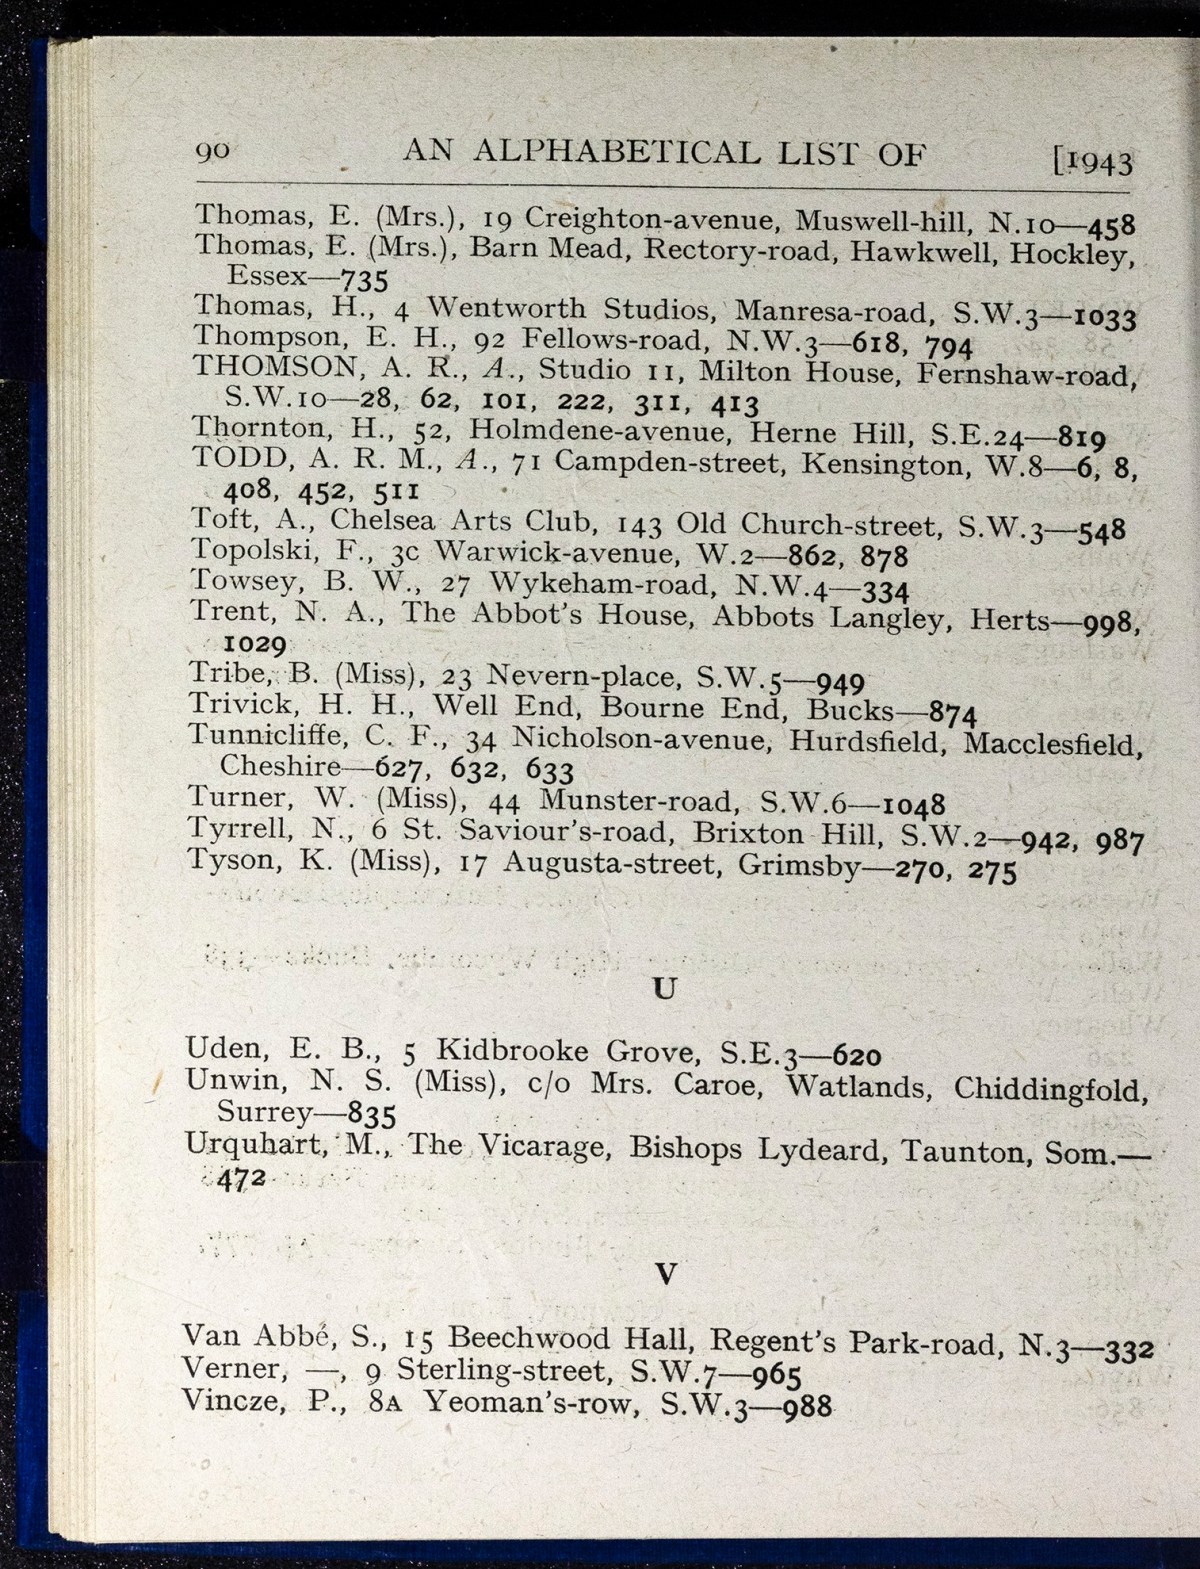 90 AN ALPHABETICAL LIST OF [1943
Thomas, E. (Mrs.), 19 Creighton-avenue, Muswell-hill, N.10—458
Thomas, E. (Mrs.), Barn Mead, Rectory-road, Hawkwell, Hockley,
Essex—735
Thomas, H., 4 Wentworth Studios, Manresa-road, S.W.3—1033
Thompson, E. H., 92 Fellows-road, N.W.3—618, 794
THOMSON, A. R., A., Studio 11, Milton House, Fernshaw-road,
S.W.10—28, 62, 101, 222, 311, 413
Thornton, H., 52, Holmdene-avenue, Herne Hill, S.E.24—819
TODD, A. R. M., A., 71 Campden-street, Kensington, W.8—6, 8,
408, 452, 511
Toft, A., Chelsea Arts Club, 143 Old Church-street, S.W.3—548
Topolski, F., 3C Warwick-avenue, W.2—862, 878
Towsey, B. W., 27 Wykeham-road, N.W.4—334
Trent, N. A., The Abbot's House, Abbots Langley, Herts—998,
1029
Tribe, B. (Miss), 23 Nevern-place, S.W.5—949
Trivick, H. H., Well End, Bourne End, Bucks—874
Tunnicliffe, C. F., 34 Nicholson-avenue, Hurdsfield, Macclesfield,
Cheshire—627, 632, 633
Turner, W. (Miss), 44 Munster-road, S.W.6—1048
Tyrrell, N., 6 St. Saviour's-road, Brixton Hill, S.W.2—942, 987
Tyson, K. (Miss), 17 Augusta-street, Grimsby—270, 275
U
Uden, E. B., 5 Kidbrooke Grove, S.E.3—620
Unwin, N. S. (Miss), c/o Mrs. Caroe, Watlands, Chiddingfold,
Surrey—835
Urquhart, M., The Vicarage, Bishops Lydeard, Taunton, Som.—
472
V
Van Abbé, S., 15 Beechwood Hall, Regent's Park-road, N.3—332
Verner, —, 9 Sterling-street, S.W.7—965
Vincze, P., 8A Yeoman's-row, S.W.3—988